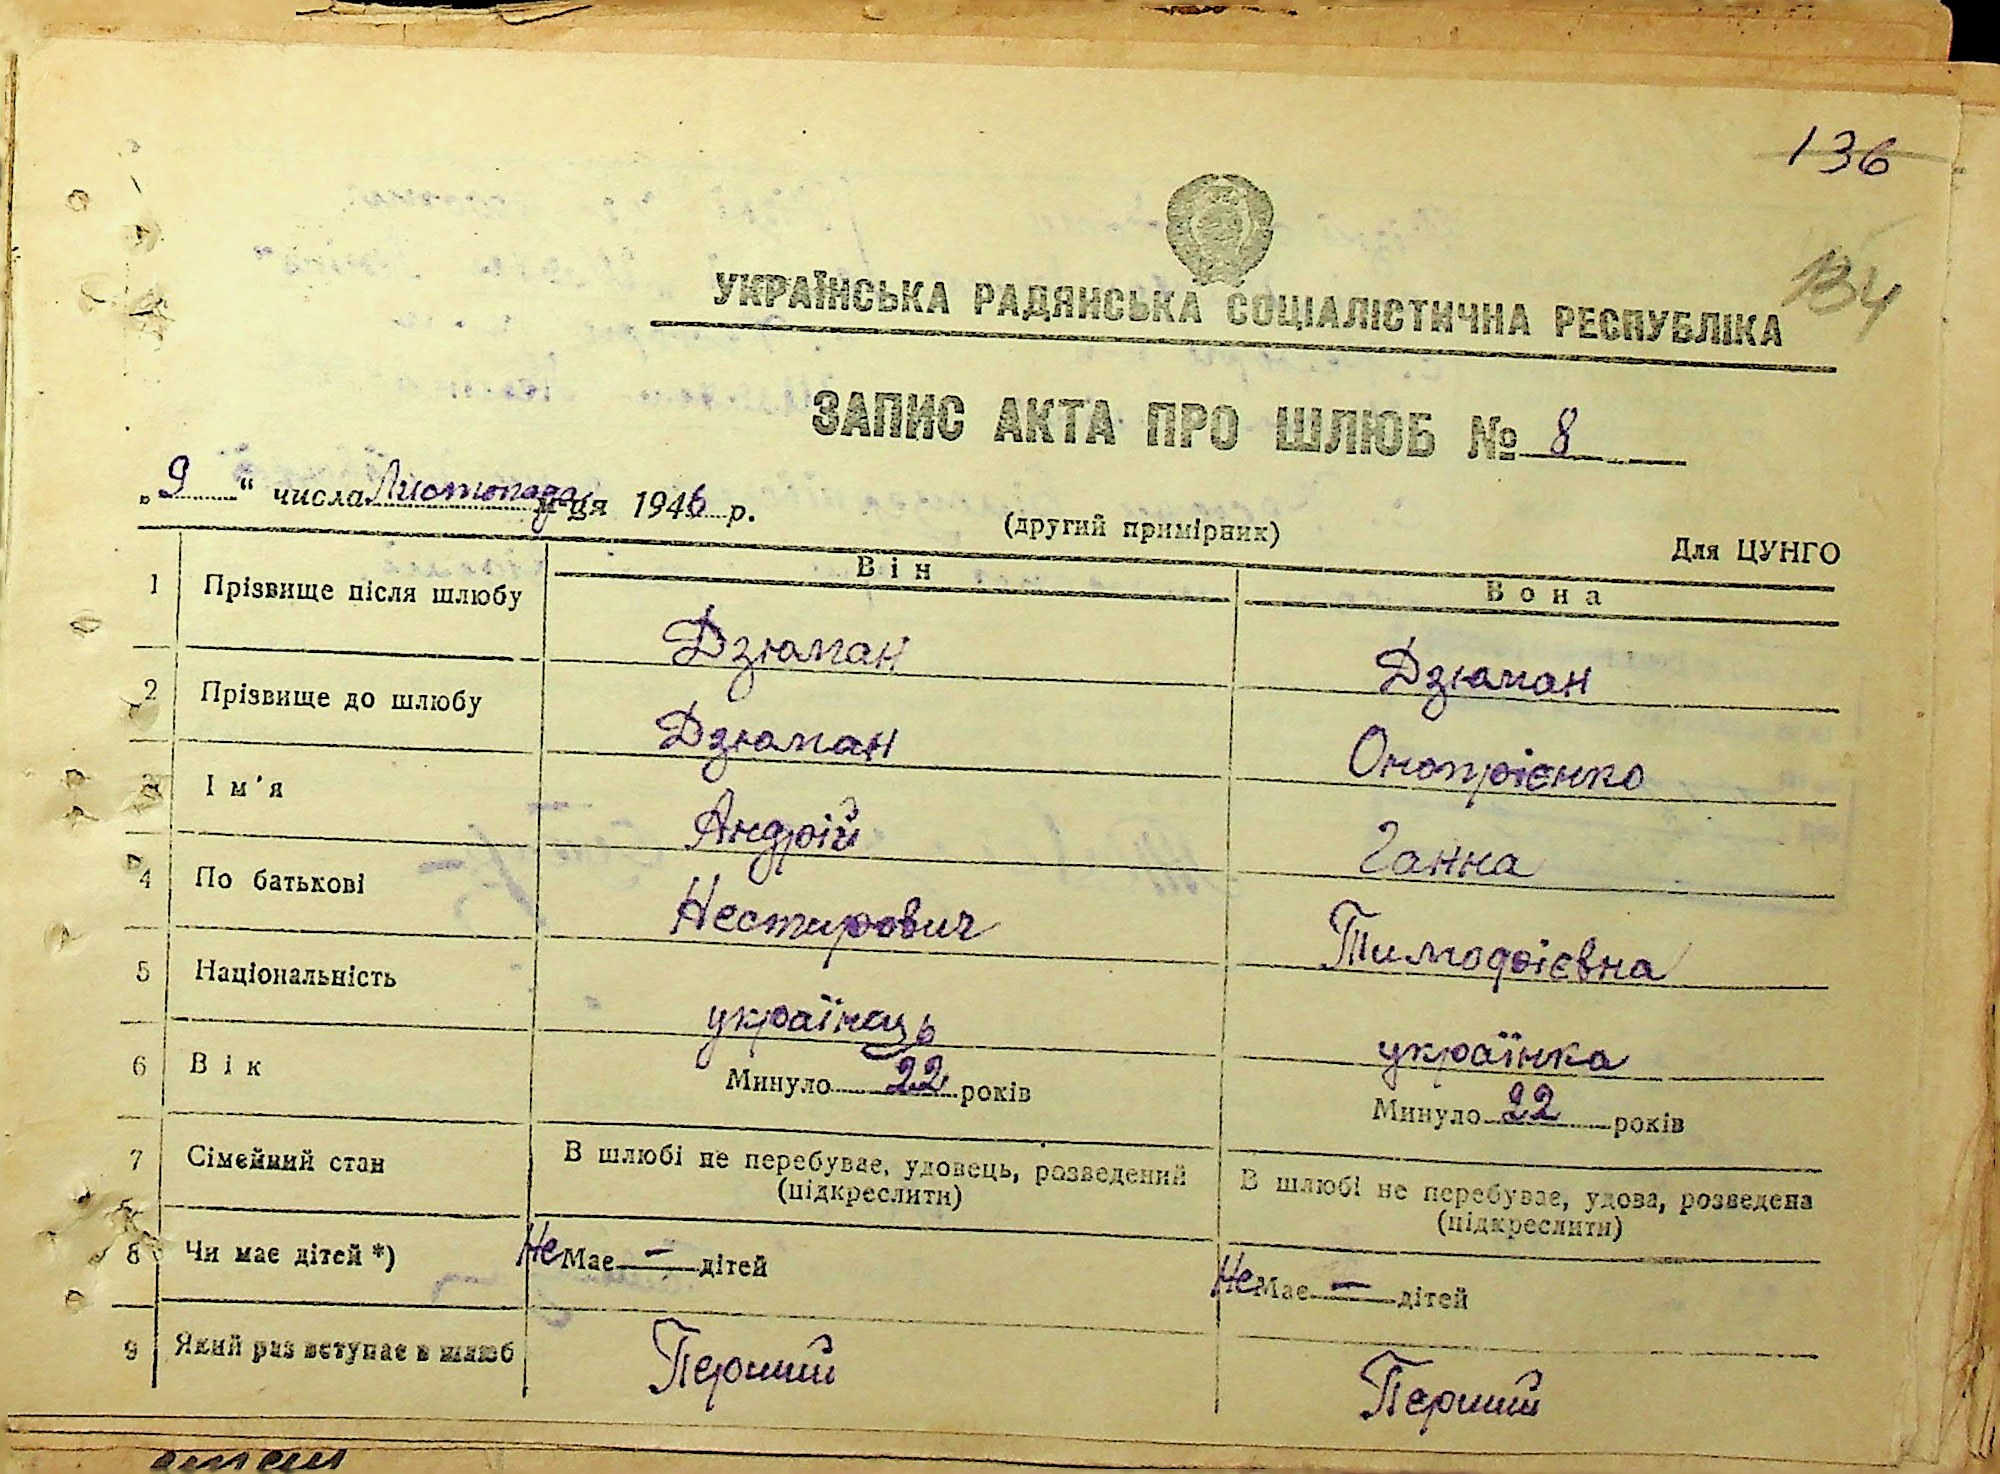 136
134
УКРАЇНСЬКА РАДЯНСЬКА СОЦІАЛІСТИЧНА РЕСПУБЛІКА
ЗАПИС АКТА ПРО ШЛЮБ № 8
„9“ числа Листопада м-ця 1946 р.
(другий примірник)
Для ЦУНГО
Він Вона
1 Прізвище після шлюбу Дзюман Дзюман
2 Прізвище до шлюбу Дзюман Онопрієнко
3 Ім'я Андрій Ганна
4 По батькові Нестирович Тимофієвна
5 Національність українець українка
6 Вік Минуло 22 років Минуло 22 років
7 Сімейний стан В шлюбі не перебуває, удовець, розведений (підкреслити) В шлюбі не перебуває, удова, розведена (підкреслити)
8 Чи має дітей *) Не Має — дітей Не Має — дітей
9 Який раз вступає в шлюб Перший Перший